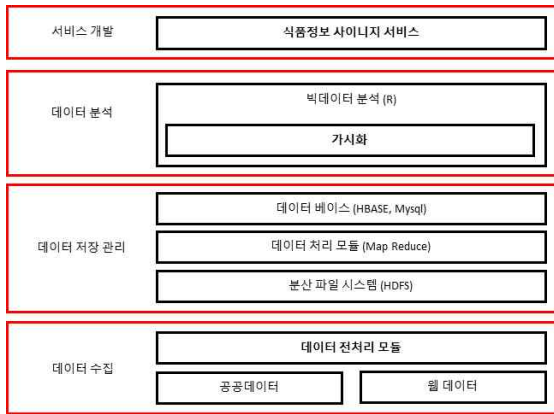 서비스 개발
식품정보 사이니지 서비스
데이터 분석
빅데이터 분석 (R)
가시화
데이터 저장 관리
데이터 베이스 (HBASE, Mysql)
데이터 처리 모듈 (Map Reduce)
분산 파일 시스템 (HDFS)
데이터 수집
데이터 전처리 모듈
공공데이터
웹 데이터